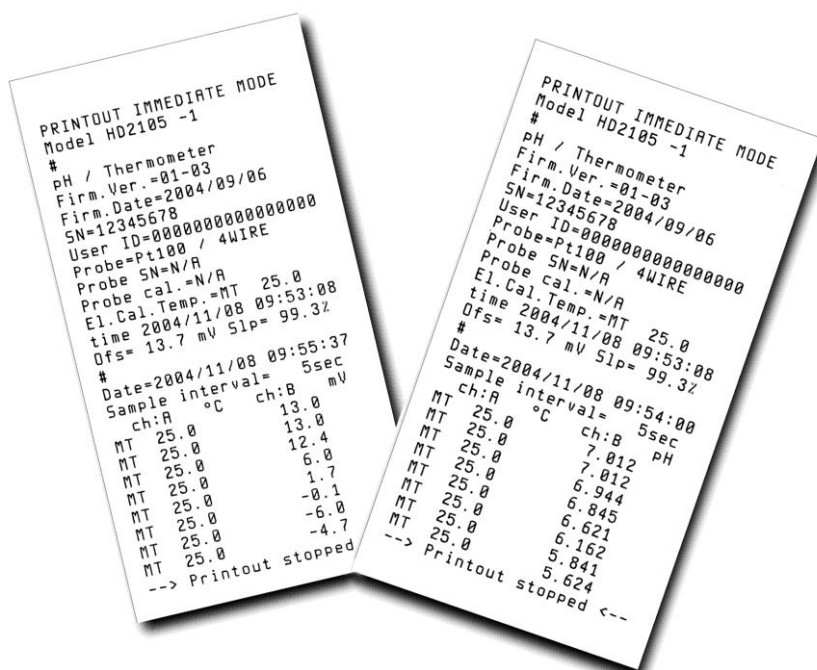 PRINTOUT IMMEDIATE MODE
Model HD2105 -1
#
pH / Thermometer
Firm.Ver.=01-03
Firm.Date=2004/09/06
SN=12345678
User ID=0000000000000000
Probe=Pt100 / 4WIRE
Probe SN=N/A
Probe cal.=N/A
El.Cal.Temp.=MT 25.0
time 2004/11/08 09:53:08
Ofs= 13.7 mV Slp= 99.3%
#
Date=2004/11/08 09:55:37
Sample interval= 5sec
ch:A °C ch:B mV
MT 25.0 13.0
MT 25.0 13.0
MT 25.0 12.4
MT 25.0 6.0
MT 25.0 1.7
MT 25.0 -0.1
MT 25.0 -6.0
MT 25.0 -4.7
--> Printout stopped
PRINTOUT IMMEDIATE MODE
Model HD2105 -1
#
pH / Thermometer
Firm.Ver.=01-03
Firm.Date=2004/09/06
SN=12345678
User ID=0000000000000000
Probe=Pt100 / 4WIRE
Probe SN=N/A
Probe cal.=N/A
El.Cal.Temp.=MT 25.0
time 2004/11/08 09:53:08
Ofs= 13.7 mV Slp= 99.3%
#
Date=2004/11/08 09:54:00
Sample interval= 5sec
ch:A °C ch:B pH
MT 25.0 7.012
MT 25.0 7.012
MT 25.0 6.944
MT 25.0 6.845
MT 25.0 6.621
MT 25.0 6.162
MT 25.0 5.841
MT 25.0 5.624
--> Printout stopped <--